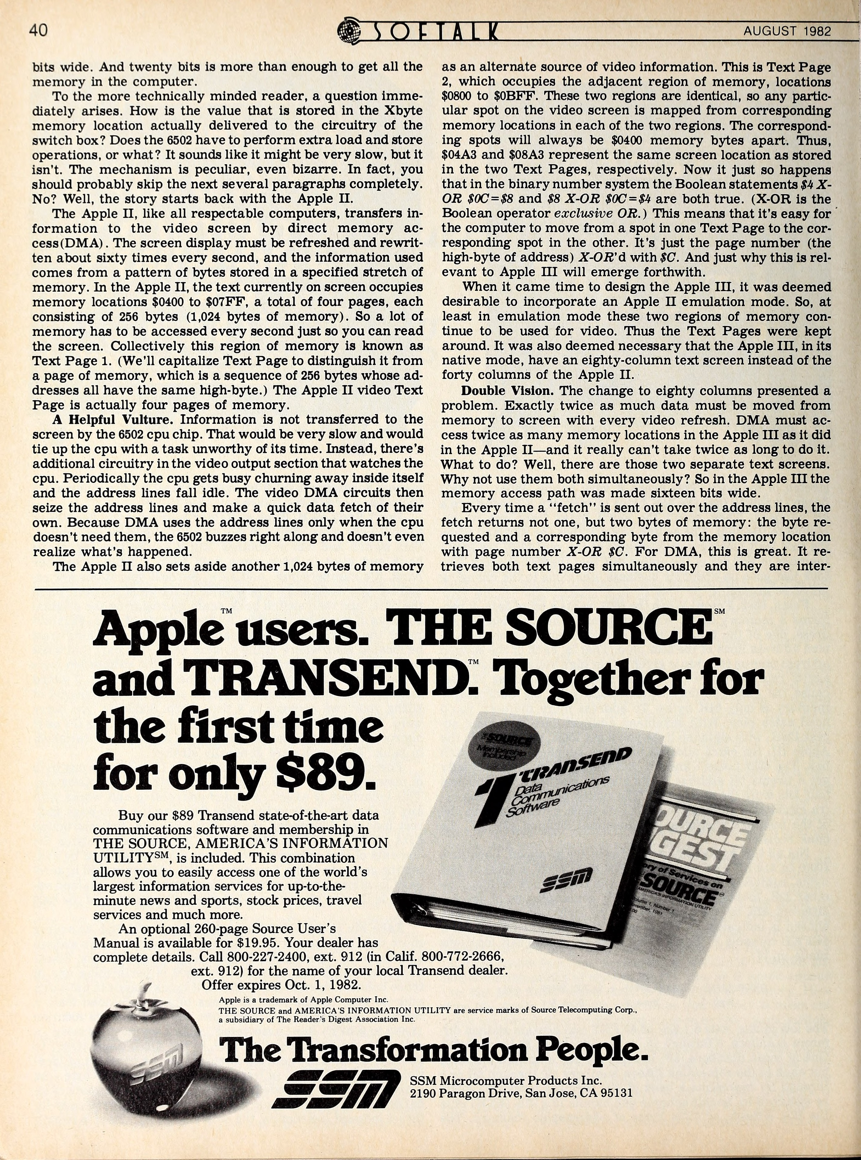 40
SOFTALK
AUGUST 1982
bits wide. And twenty bits is more than enough to get all the
memory in the computer.
To the more technically minded reader, a question imme-
diately arises. How is the value that is stored in the Xbyte
memory location actually delivered to the circuitry of the
switch box? Does the 6502 have to perform extra load and store
operations, or what? It sounds like it might be very slow, but it
isn't. The mechanism is peculiar, even bizarre. In fact, you
should probably skip the next several paragraphs completely.
No? Well, the story starts back with the Apple II.
The Apple II, like all respectable computers, transfers in-
formation to the video screen by direct memory ac-
cess(DMA). The screen display must be refreshed and rewrit-
ten about sixty times every second, and the information used
comes from a pattern of bytes stored in a specified stretch of
memory. In the Apple II, the text currently on screen occupies
memory locations $0400 to $07FF, a total of four pages, each
consisting of 256 bytes (1,024 bytes of memory). So a lot of
memory has to be accessed every second just so you can read
the screen. Collectively this region of memory is known as
Text Page 1. (We'll capitalize Text Page to distinguish it from
a page of memory, which is a sequence of 256 bytes whose ad-
dresses all have the same high-byte.) The Apple II video Text
Page is actually four pages of memory.
A Helpful Vulture. Information is not transferred to the
screen by the 6502 cpu chip. That would be very slow and would
tie up the cpu with a task unworthy of its time. Instead, there's
additional circuitry in the video output section that watches the
cpu. Periodically the cpu gets busy churning away inside itself
and the address lines fall idle. The video DMA circuits then
seize the address lines and make a quick data fetch of their
own. Because DMA uses the address lines only when the cpu
doesn't need them, the 6502 buzzes right along and doesn't even
realize what's happened.
The Apple II also sets aside another 1,024 bytes of memory
as an alternate source of video information. This is Text Page
2, which occupies the adjacent region of memory, locations
$0800 to $0BFF. These two regions are identical, so any partic-
ular spot on the video screen is mapped from corresponding
memory locations in each of the two regions. The correspond-
ing spots will always be $0400 memory bytes apart. Thus,
$04A3 and $08A3 represent the same screen location as stored
in the two Text Pages, respectively. Now it just so happens
that in the binary number system the Boolean statements $4 X-
OR $0C=$8 and $8 X-OR $0C=$4 are both true. (X-OR is the
Boolean operator exclusive OR.) This means that it's easy for
the computer to move from a spot in one Text Page to the cor-
responding spot in the other. It's just the page number (the
high-byte of address) X-OR'd with $C. And just why this is rel-
evant to Apple III will emerge forthwith.
When it came time to design the Apple III, it was deemed
desirable to incorporate an Apple II emulation mode. So, at
least in emulation mode these two regions of memory con-
tinue to be used for video. Thus the Text Pages were kept
around. It was also deemed necessary that the Apple III, in its
native mode, have an eighty-column text screen instead of the
forty columns of the Apple II.
Double Vision. The change to eighty columns presented a
problem. Exactly twice as much data must be moved from
memory to screen with every video refresh. DMA must ac-
cess twice as many memory locations in the Apple III as it did
in the Apple II—and it really can't take twice as long to do it.
What to do? Well, there are those two separate text screens.
Why not use them both simultaneously? So in the Apple III the
memory access path was made sixteen bits wide.
Every time a "fetch" is sent out over the address lines, the
fetch returns not one, but two bytes of memory: the byte re-
quested and a corresponding byte from the memory location
with page number X-OR $C. For DMA, this is great. It re-
trieves both text pages simultaneously and they are inter-
Apple™ users. THE SOURCE℠
and TRANSEND.™ Together for
the first time
for only $89.
Buy our $89 Transend state-of-the-art data
communications software and membership in
THE SOURCE, AMERICA'S INFORMATION
UTILITY℠, is included. This combination
allows you to easily access one of the world's
largest information services for up-to-the-
minute news and sports, stock prices, travel
services and much more.
An optional 260-page Source User's
Manual is available for $19.95. Your dealer has
complete details. Call 800-227-2400, ext. 912 (in Calif. 800-772-2666,
ext. 912) for the name of your local Transend dealer.
Offer expires Oct. 1, 1982.
THE SOURCE
Membership
Included
1 TRANSEND
Data
Communications
Software
SSM
OURCE
IGEST
ory of Services on
SOURCE
Apple is a trademark of Apple Computer Inc.
THE SOURCE and AMERICA'S INFORMATION UTILITY are service marks of Source Telecomputing Corp.,
a subsidiary of The Reader's Digest Association Inc.
SSM
The Transformation People.
SSM
SSM Microcomputer Products Inc.
2190 Paragon Drive, San Jose, CA 95131